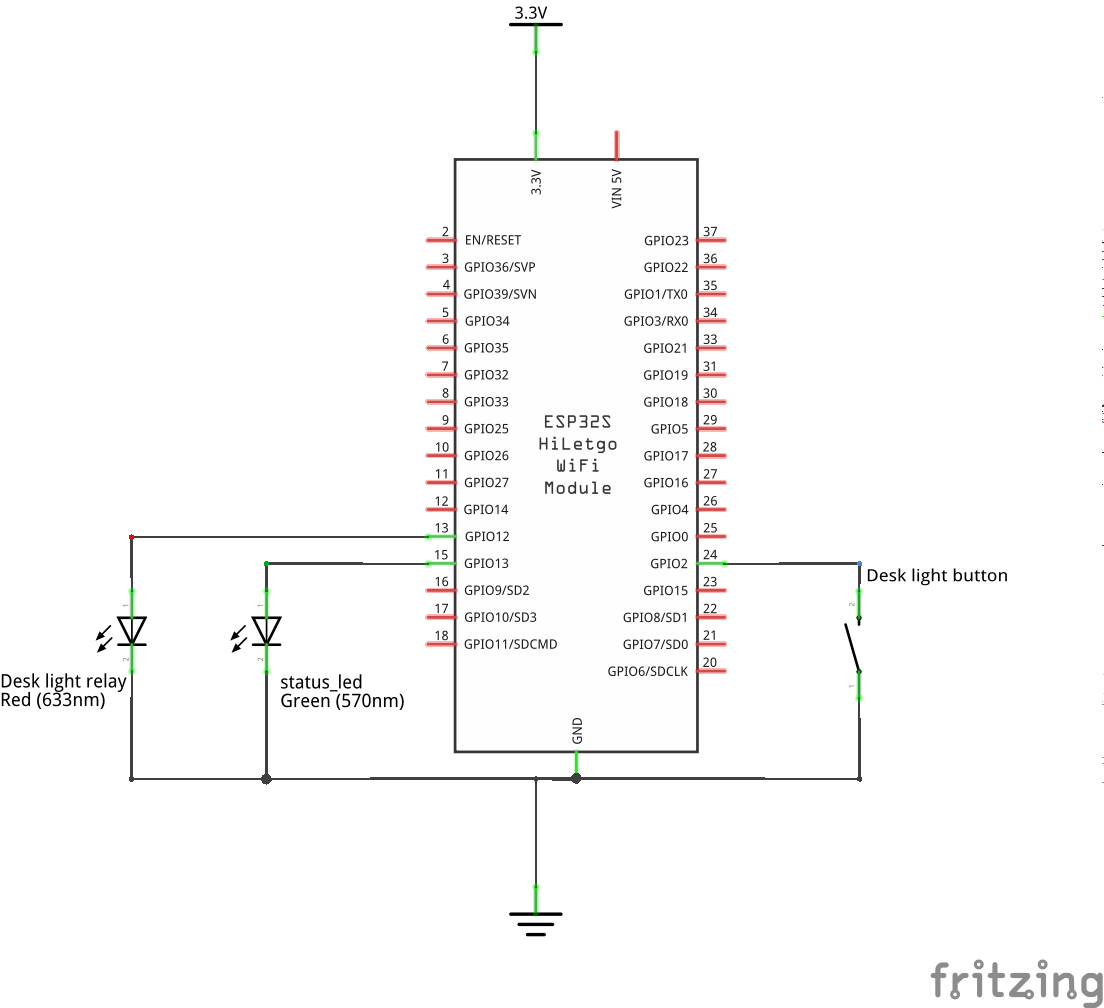 3.3V
3.3V
VIN 5V
2 EN/RESET
3 GPIO36/SVP
4 GPIO39/SVN
5 GPIO34
6 GPIO35
7 GPIO32
8 GPIO33
9 GPIO25
10 GPIO26
11 GPIO27
12 GPIO14
13 GPIO12
15 GPIO13
16 GPIO9/SD2
17 GPIO10/SD3
18 GPIO11/SDCMD
ESP32S
HiLetgo
WiFi
Module
GPIO23 37
GPIO22 36
GPIO1/TX0 35
GPIO3/RX0 34
GPIO21 33
GPIO19 31
GPIO18 30
GPIO5 29
GPIO17 28
GPIO16 27
GPIO4 26
GPIO0 25
GPIO2 24
GPIO15 23
GPIO8/SD1 22
GPIO7/SD0 21
GPIO6/SDCLK 20
GND
1
2
Desk light relay
Red (633nm)
1
2
status_led
Green (570nm)
Desk light button
2
1
fritzing